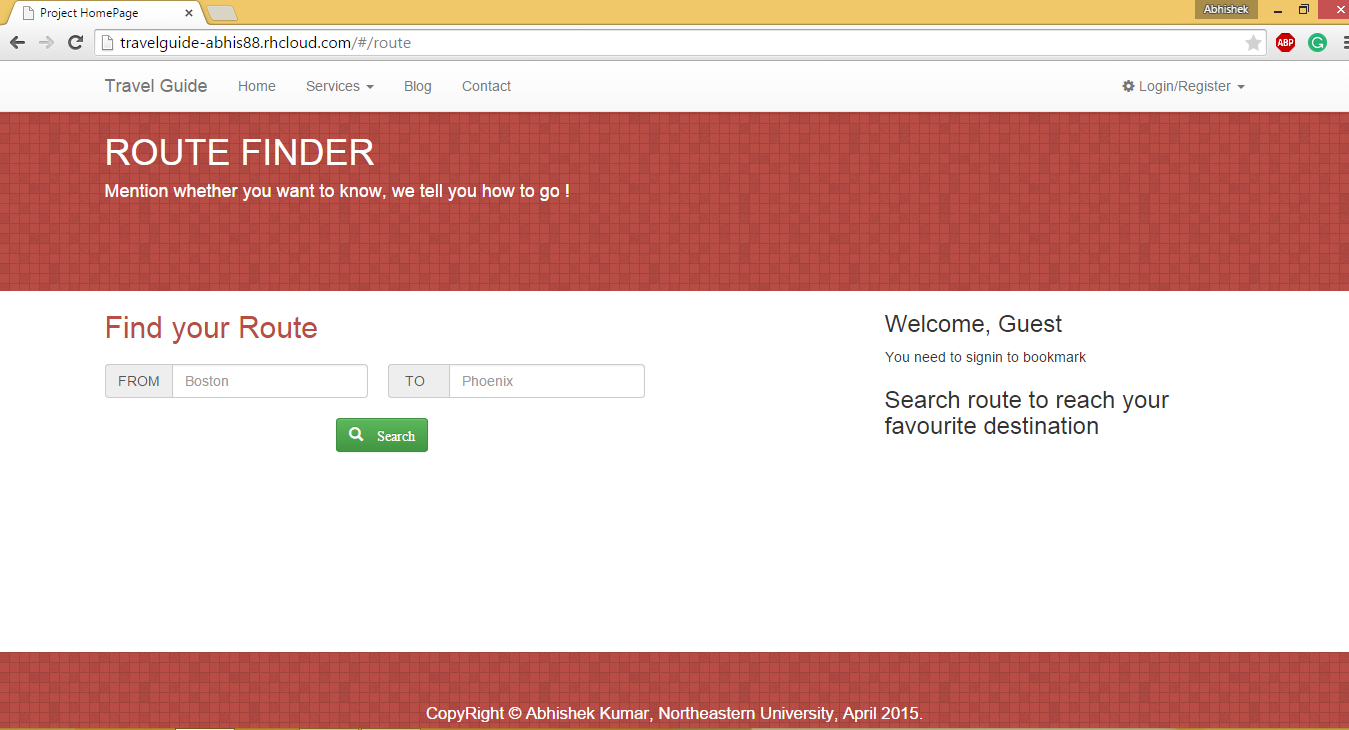 Project HomePage
Abhishek
travelguide-abhis88.rhcloud.com/#/route
ABP
G
Travel Guide Home Services Blog Contact Login/Register
ROUTE FINDER
Mention whether you want to know, we tell you how to go !
Find your Route
FROM Boston TO Phoenix
Search
Welcome, Guest
You need to signin to bookmark
Search route to reach your
favourite destination
CopyRight © Abhishek Kumar, Northeastern University, April 2015.